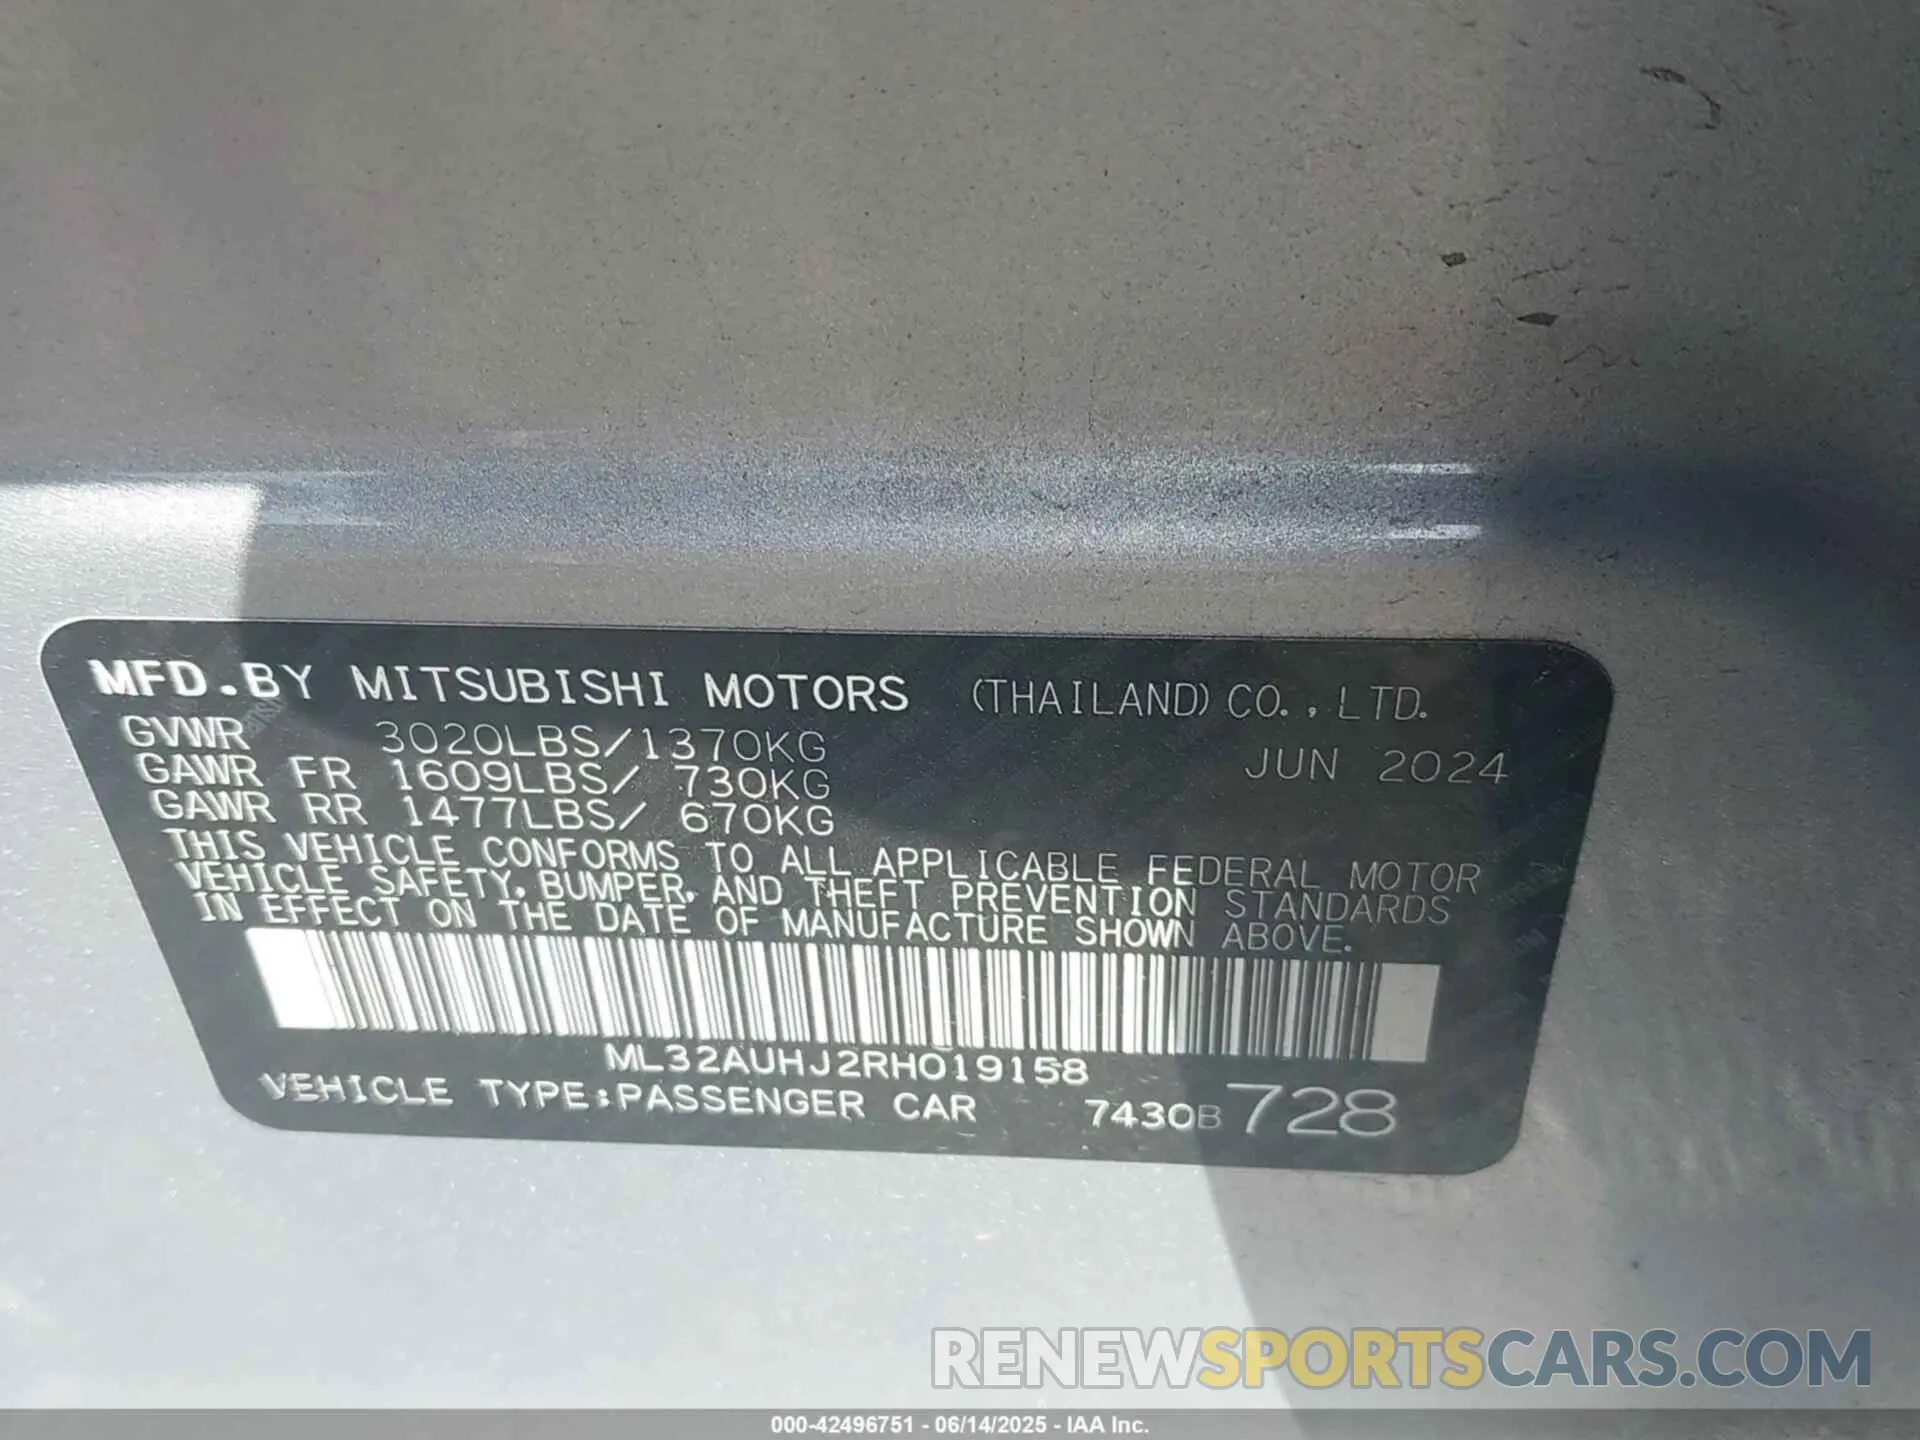 MFD.BY MITSUBISHI MOTORS (THAILAND) CO.,LTD.
GVWR 3020LBS/1370KG JUN 2024
GAWR FR 1609LBS/ 730KG
GAWR RR 1477LBS/ 670KG
THIS VEHICLE CONFORMS TO ALL APPLICABLE FEDERAL MOTOR
VEHICLE SAFETY, BUMPER, AND THEFT PREVENTION STANDARDS
IN EFFECT ON THE DATE OF MANUFACTURE SHOWN ABOVE.
ML32AUHJ2RH019158
VEHICLE TYPE:PASSENGER CAR 7430B 728
RENEWSPORTSCARS.COM
000-42496751 - 06/14/2025 - IAA Inc.